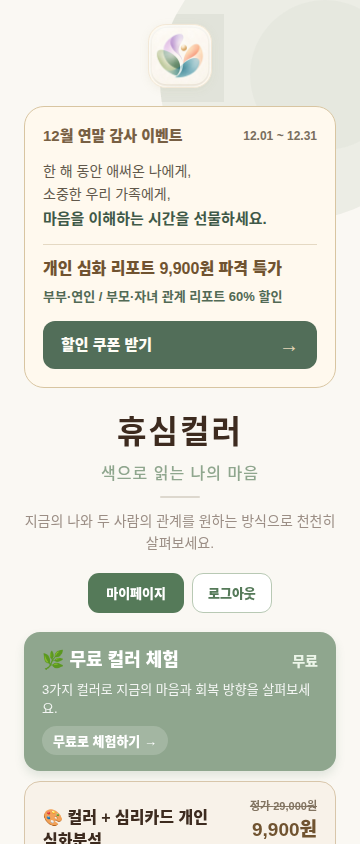 12월 연말 감사 이벤트 12.01 ~ 12.31
한 해 동안 애써온 나에게,
소중한 우리 가족에게,
마음을 이해하는 시간을 선물하세요.
개인 심화 리포트 9,900원 파격 특가
부부·연인 / 부모·자녀 관계 리포트 60% 할인
할인 쿠폰 받기 →
휴심컬러
색으로 읽는 나의 마음
지금의 나와 두 사람의 관계를 원하는 방식으로 천천히
살펴보세요.
마이페이지 로그아웃
🌿 무료 컬러 체험 무료
3가지 컬러로 지금의 마음과 회복 방향을 살펴보세
요.
무료로 체험하기 →
정가 29,000원
🎨 컬러 + 심리카드 개인 9,900원
심화분석